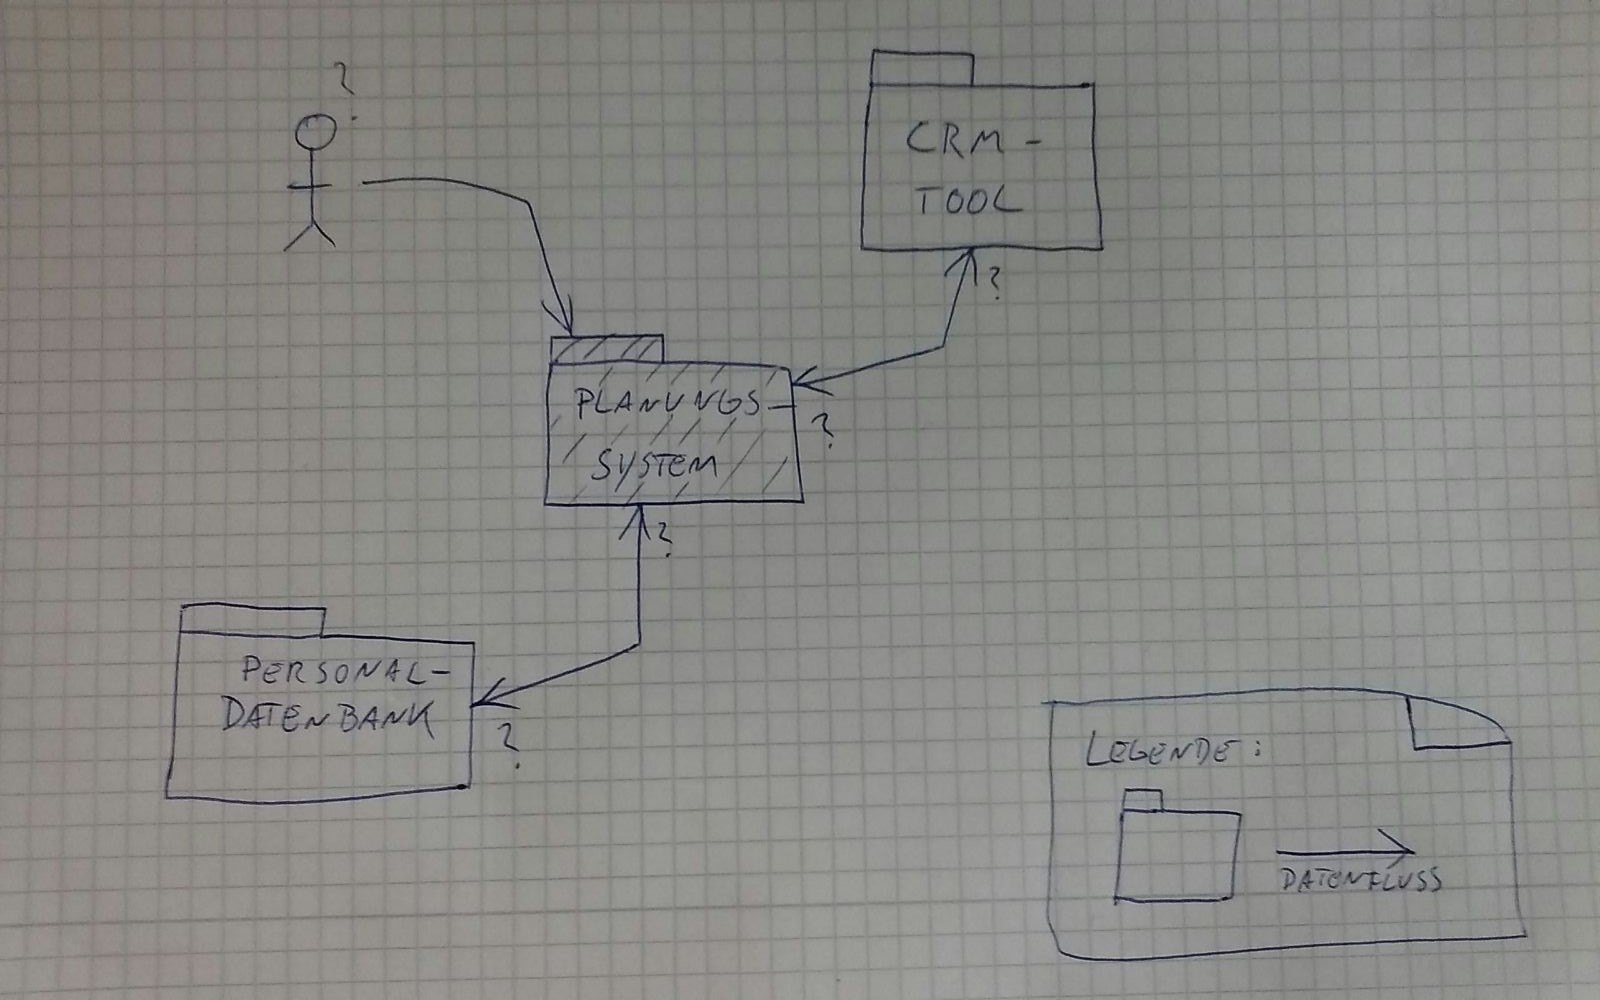 ?
CRM-
TOOL
?
PLANUNGS-
?
SYSTEM
?
PERSONAL-
DATENBANK
?
LEGENDE:
DATENFLUSS